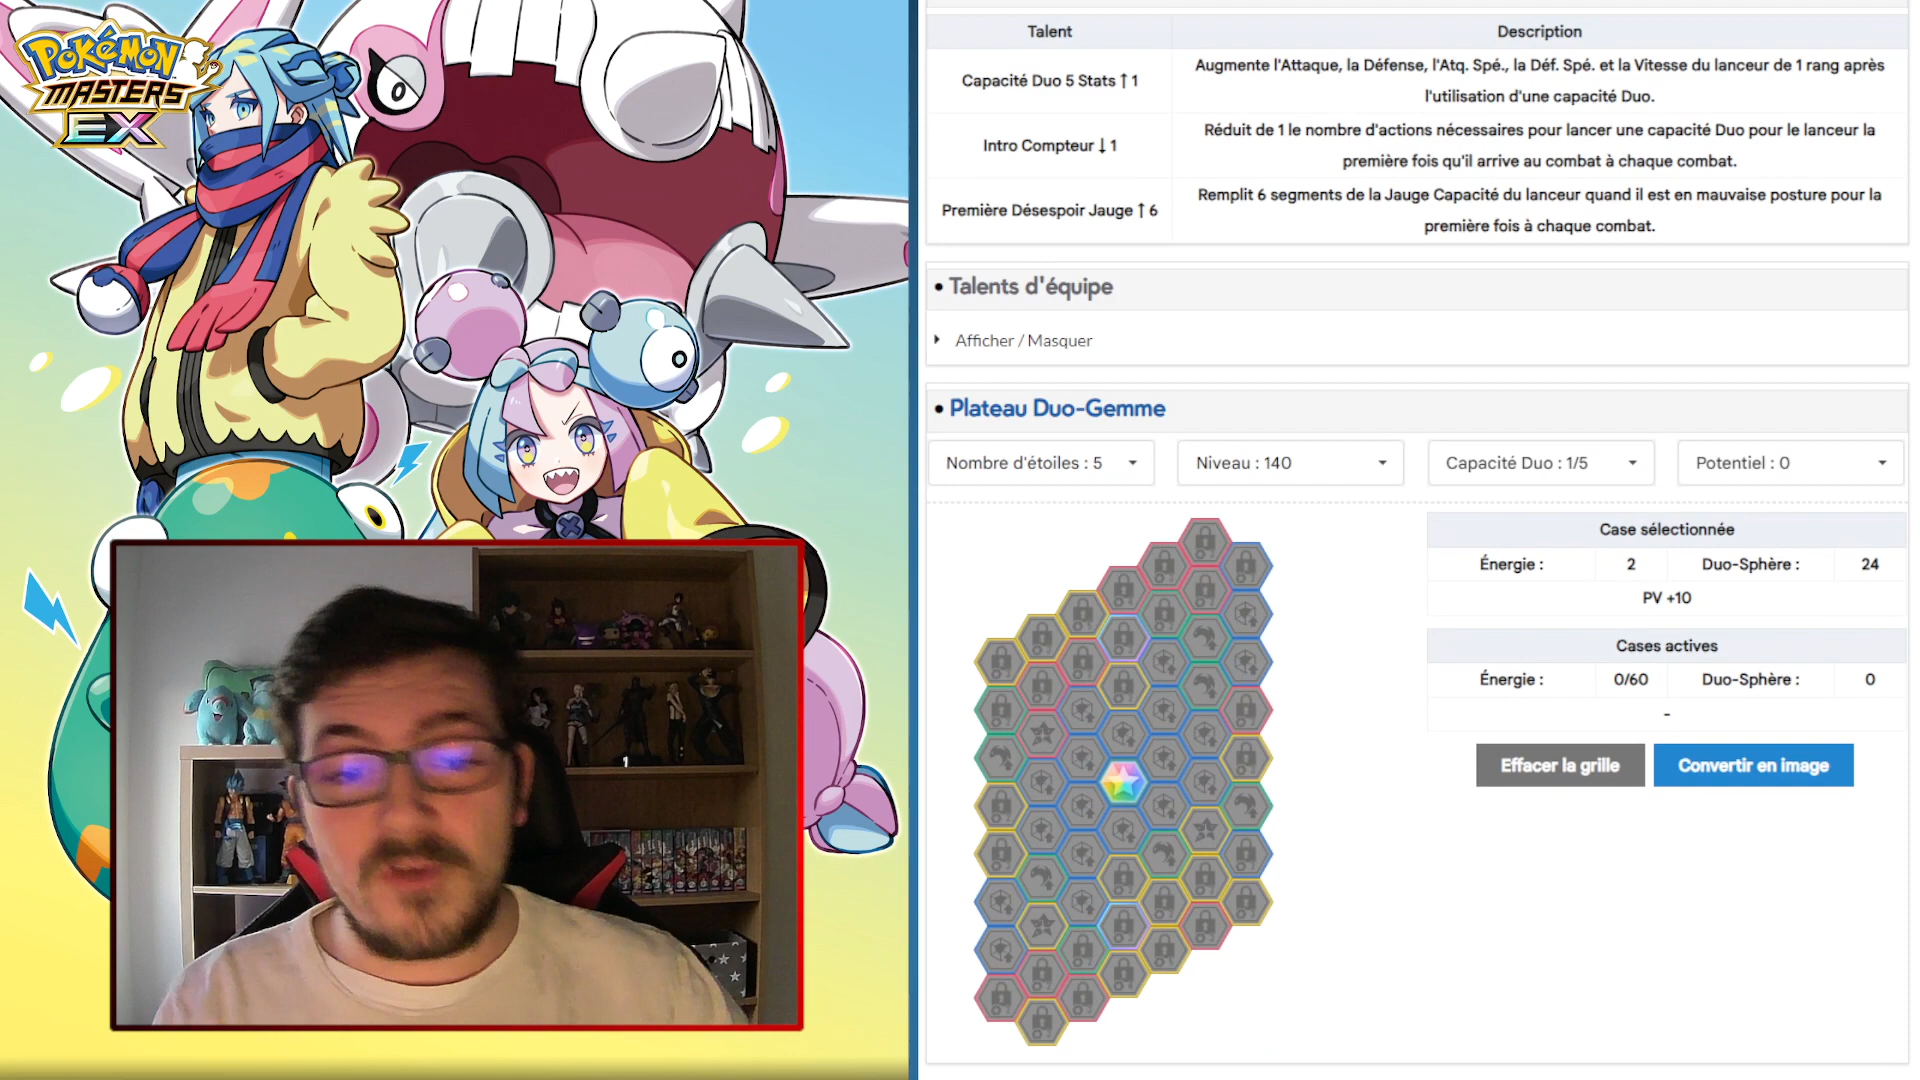 POKéMON
MASTERS
EX
Talent
Description
Capacité Duo 5 Stats ↑ 1
Augmente l'Attaque, la Défense, l'Atq. Spé., la Déf. Spé. et la Vitesse du lanceur de 1 rang après
l'utilisation d'une capacité Duo.
Intro Compteur ↓ 1
Réduit de 1 le nombre d'actions nécessaires pour lancer une capacité Duo pour le lanceur la
première fois qu'il arrive au combat à chaque combat.
Première Désespoir Jauge ↑ 6
Remplit 6 segments de la Jauge Capacité du lanceur quand il est en mauvaise posture pour la
première fois à chaque combat.
• Talents d'équipe
Afficher / Masquer
• Plateau Duo-Gemme
Nombre d'étoiles : 5
Niveau : 140
Capacité Duo : 1/5
Potentiel : 0
Case sélectionnée
Énergie : 2 Duo-Sphère : 24
PV +10
Cases actives
Énergie : 0/60 Duo-Sphère : 0
-
Effacer la grille
Convertir en image